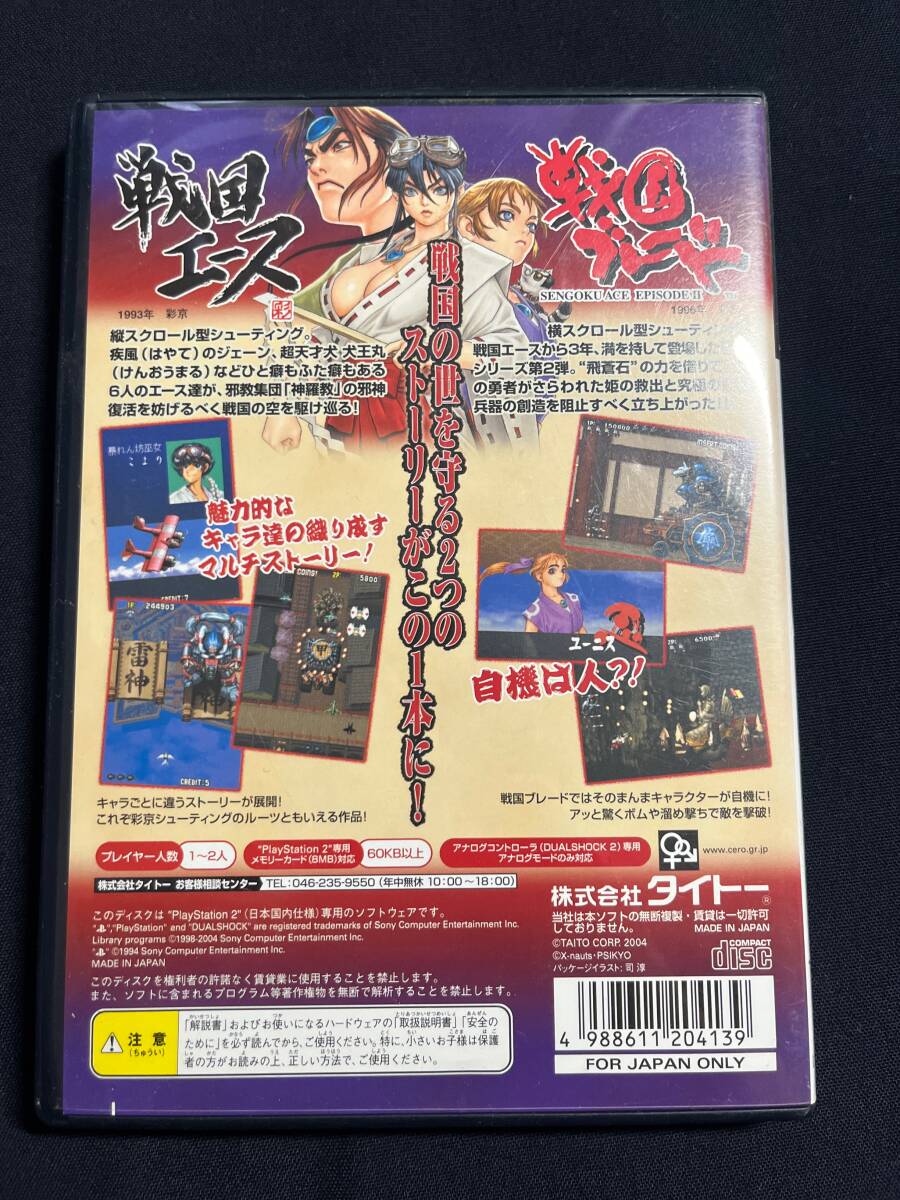 戦国
エース
彩
1993年 彩京
縦スクロール型シューティング。
疾風(はやて)のジェーン、超天才犬 犬王丸
(けんおうまる)などひと癖もふた癖もある
6人のエース達が、邪教集団「神羅教」の邪神
復活を妨げるべく戦国の空を駆け巡る!
戦国
ブレード
SENGOKU ACE EPISODE II
1996年
横スクロール型シューティン
戦国エースから3年、満を持して登場した
シリーズ第2弾。"飛蒼石"の力を借りて
の勇者がさらわれた姫の救出と究極の
兵器の創造を阻止すべく立ち上がった!
戦国の世を守る2つの
ストーリーがこの1本に!
暴れん坊巫女
こより
CREDIT:7
魅力的な
キャラ達の織り成す
マルチストーリー!
1P 244903
雷神
神
CREDIT:5
COINS! 2P 5800
甲
150600
INSERT COIN
ユーニス
自機は人?!
2P 6500
キャラごとに違うストーリーが展開!
これぞ彩京シューティングのルーツともいえる作品!
戦国ブレードではそのまんまキャラクターが自機に!
アッと驚くボムや溜め撃ちで敵を撃破!
プレイヤー人数 1~2人
"PlayStation 2"専用
メモリーカード(8MB)対応 60KB以上
アナログコントローラ(DUALSHOCK 2)専用
アナログモードのみ対応
www.cero.gr.jp
株式会社タイトー お客様相談センター TEL:046-235-9550(年中無休 10:00~18:00)
このディスクは "PlayStation 2"(日本国内仕様)専用のソフトウェアです。
" ","PlayStation" and "DUALSHOCK" are registered trademarks of Sony Computer Entertainment Inc.
Library programs ©1998-2004 Sony Computer Entertainment Inc.
" " ©1994 Sony Computer Entertainment Inc.
MADE IN JAPAN
このディスクを権利者の許諾なく賃貸業に使用することを禁止します。
また、ソフトに含まれるプログラム等著作権物を無断で解析することを禁止します。
株式会社 タイトー ®
当社は本ソフトの無断複製・賃貸は一切許可
しておりません。 MADE IN JAPAN
©TAITO CORP. 2004
©X-nauts・PSIKYO
パッケージイラスト:司 淳
COMPACT
disc
注意
(ちゅうい)
「解説書」およびお使いになるハードウェアの「取扱説明書」「安全の
ために」を必ず読んでから、ご使用ください。特に、小さいお子様は保護
者の方がお読みの上、正しい方法で、ご使用ください。
4 988611 204139
FOR JAPAN ONLY